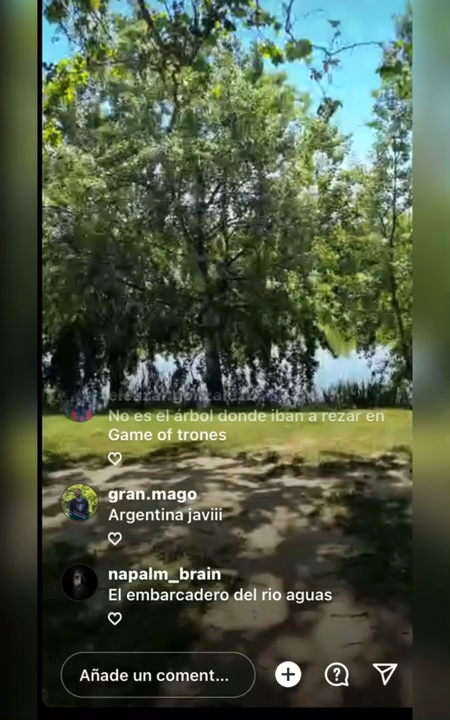 No es el árbol donde iban a rezar en
Game of trones
gran.mago
Argentina javiii
napalm_brain
El embarcadero del rio aguas
Añade un coment...